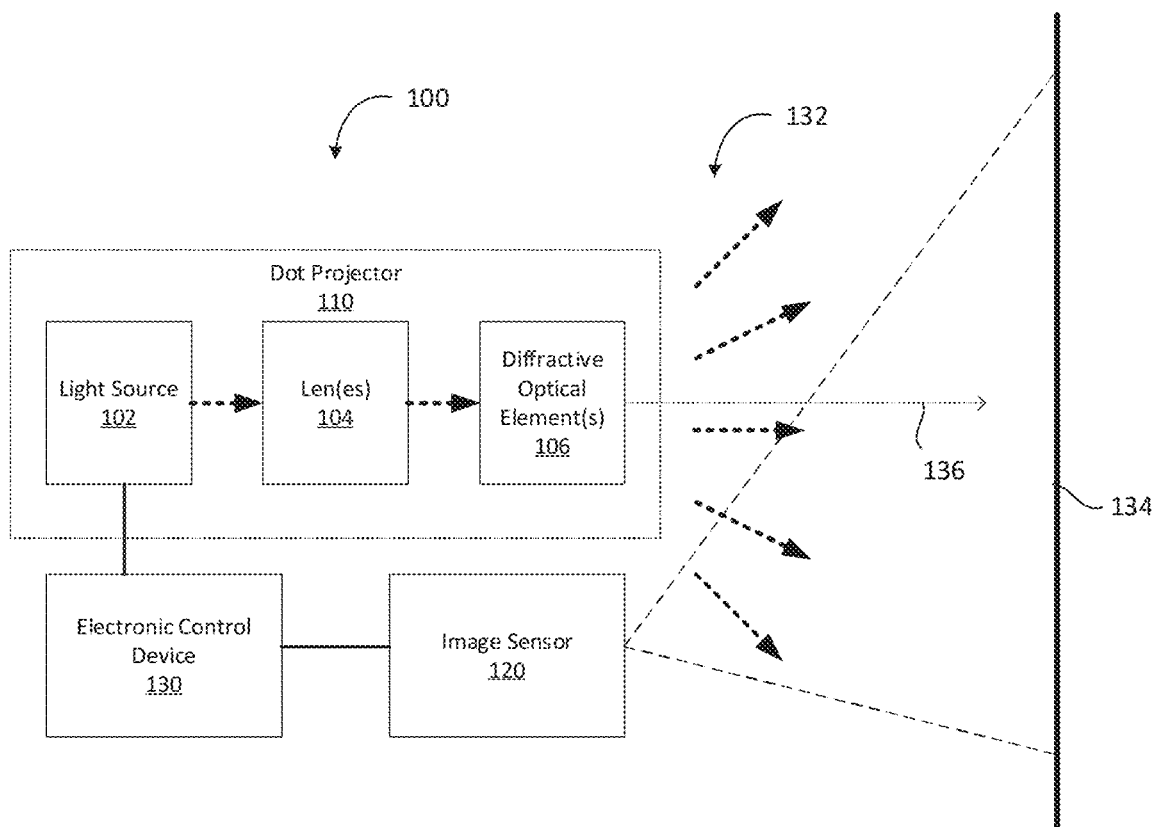 100
132
Dot Projector
110
Light Source
102
Len(es)
104
Diffractive
Optical
Element(s)
106
136
134
Electronic Control
Device
130
Image Sensor
120